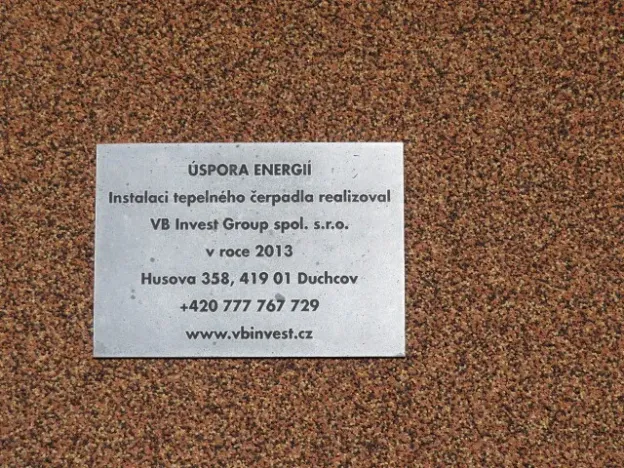 ÚSPORA ENERGIÍ
Instalaci tepelného čerpadla realizoval
VB Invest Group spol. s.r.o.
v roce 2013
Husova 358, 419 01 Duchcov
+420 777 767 729
www.vbinvest.cz